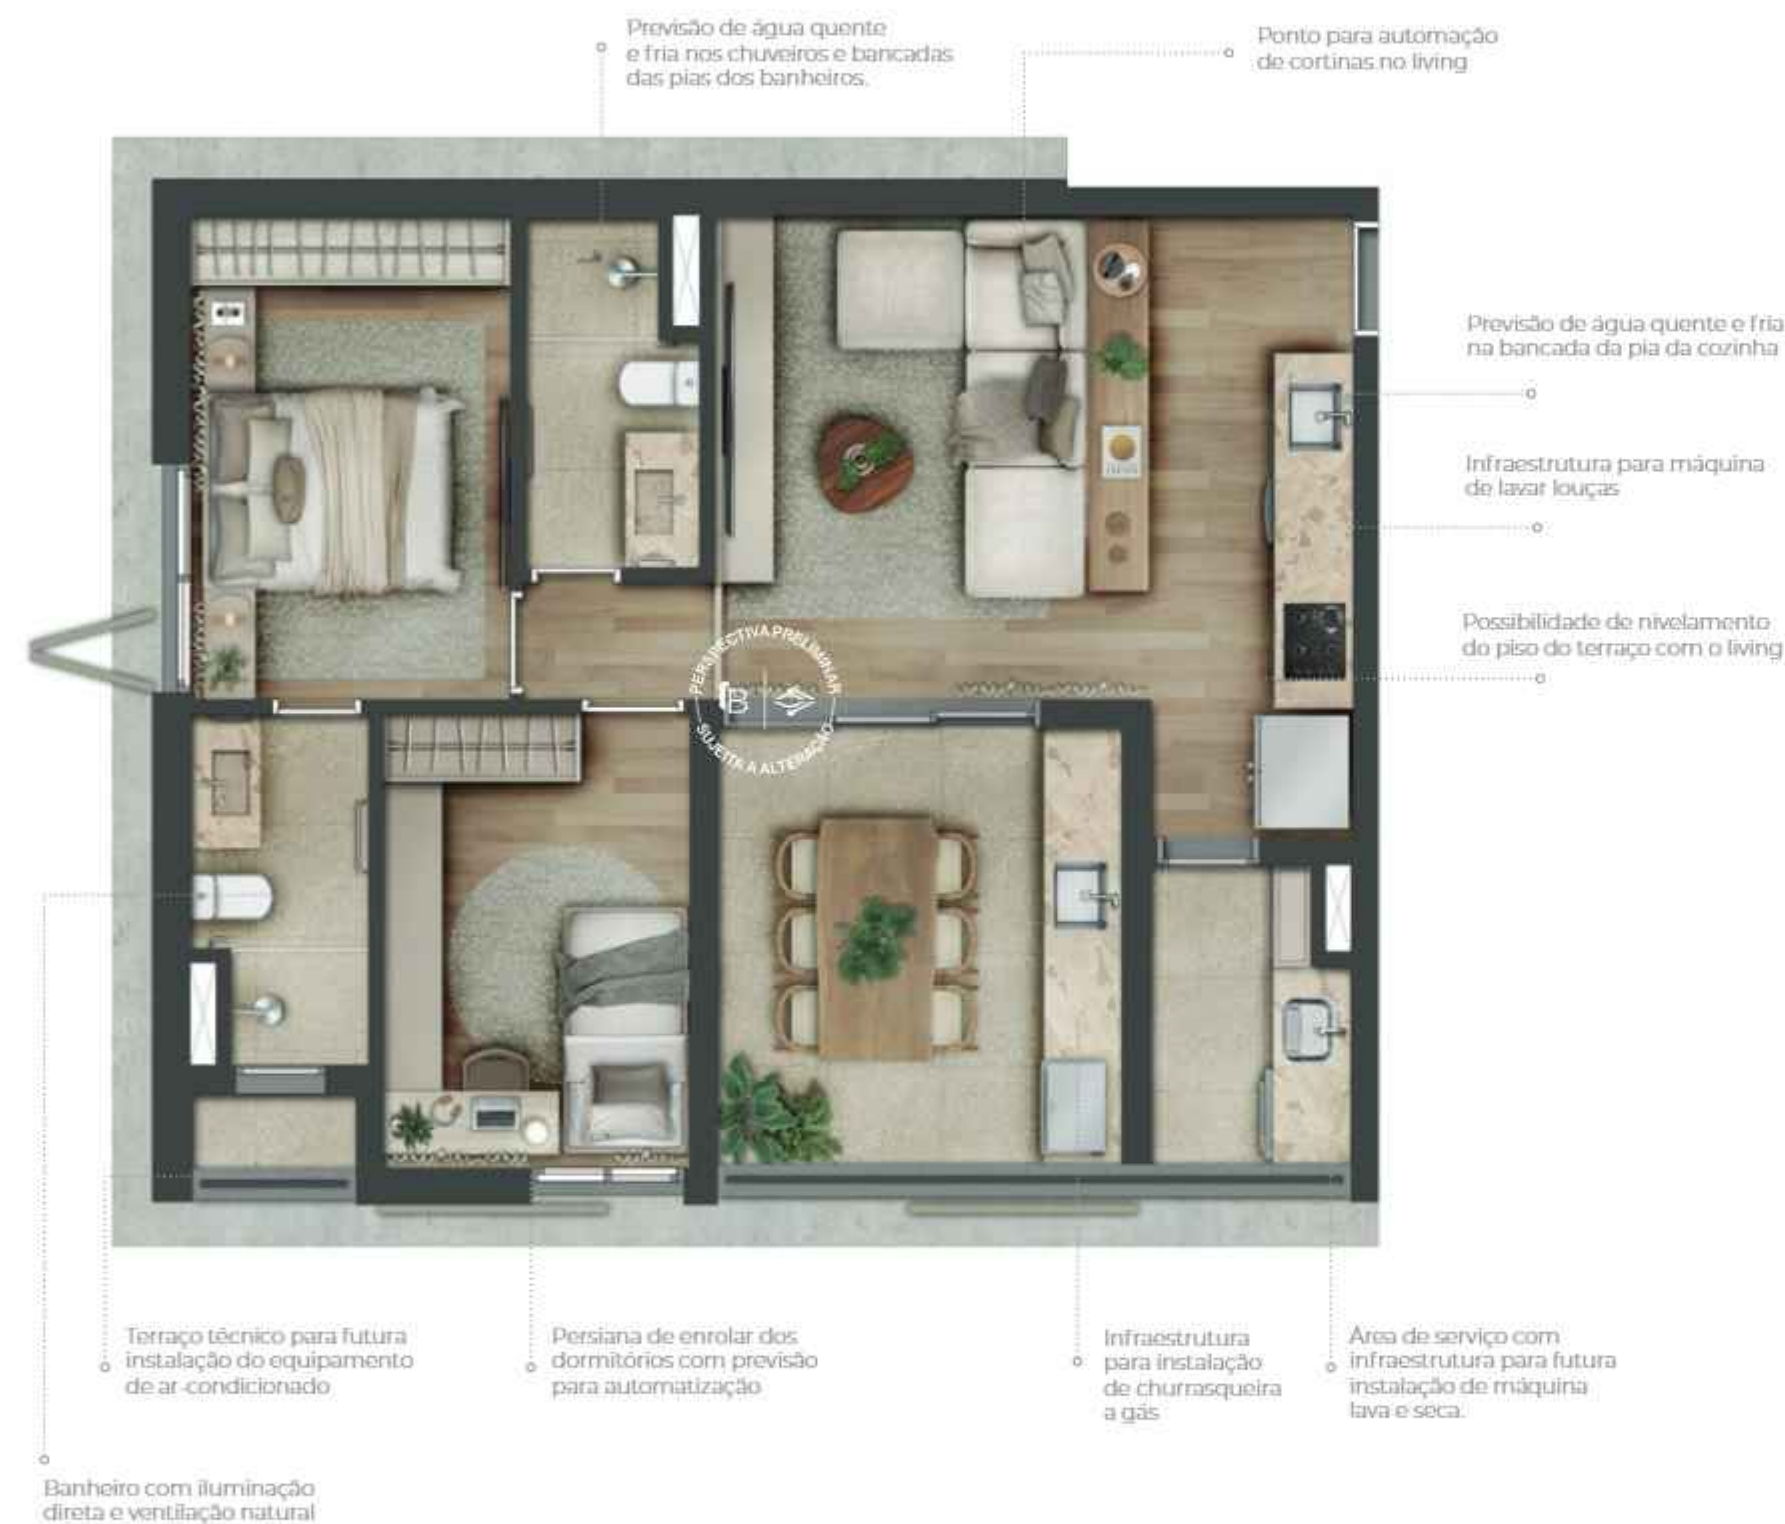 Previsão de água quente
e fria nos chuveiros e bancadas
das pias dos banheiros.
Ponto para automação
de cortinas no living
Previsão de água quente e fria
na bancada da pia da cozinha
Infraestrutura para máquina
de lavar louças
Possibilidade de nivelamento
do piso do terraço com o living
PERSPECTIVA PRELIMINAR
B
SUJEITA A ALTERAÇÃO
Terraço técnico para futura
instalação do equipamento
de ar-condicionado
Persiana de enrolar dos
dormitórios com previsão
para automatização
Infraestrutura
para instalação
de churrasqueira
a gás
Área de serviço com
infraestrutura para futura
instalação de máquina
lava e seca.
Banheiro com iluminação
direta e ventilação natural